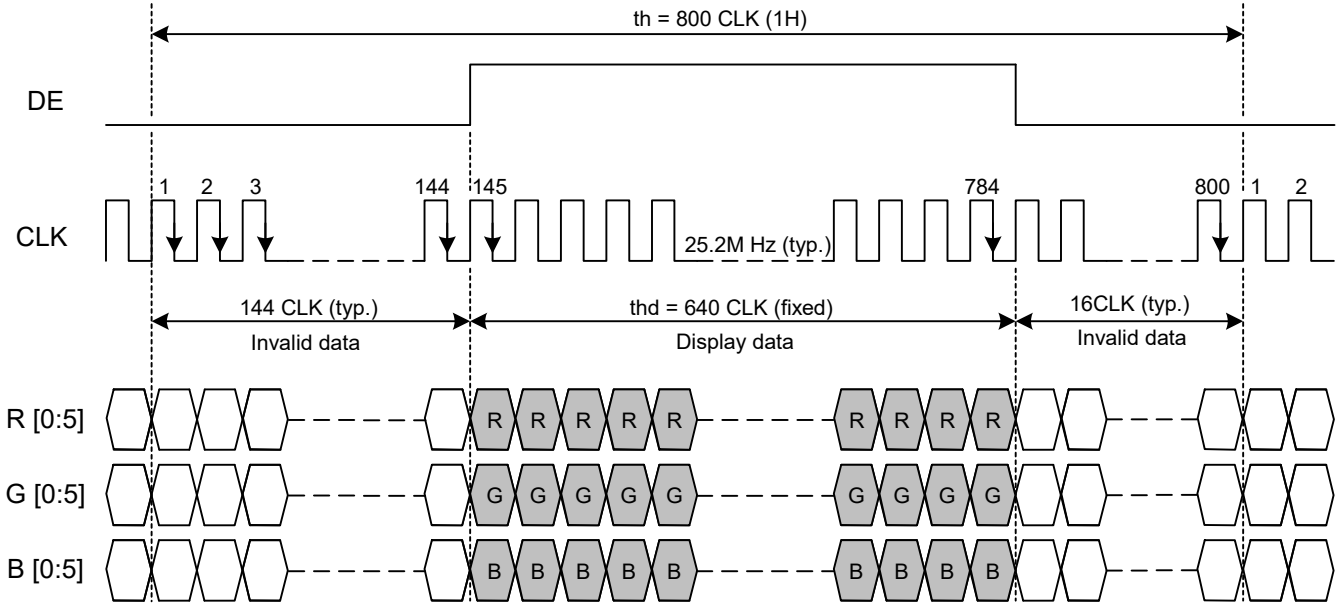 th = 800 CLK (1H)
DE
1 2 3 144 145 784 800 1 2
CLK
25.2M Hz (typ.)
144 CLK (typ.) thd = 640 CLK (fixed) 16CLK (typ.)
Invalid data Display data Invalid data
R [0:5] R R R R R R R R R
G [0:5] G G G G G G G G G
B [0:5] B B B B B B B B B